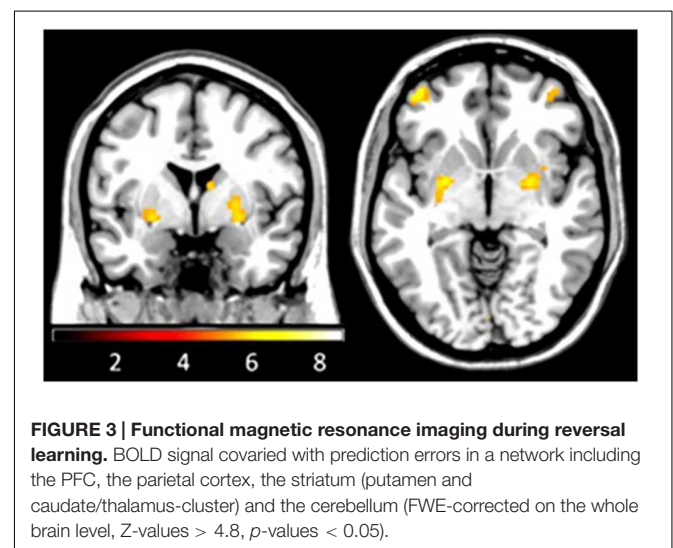 2 4 6 8
FIGURE 3 | Functional magnetic resonance imaging during reversal
learning. BOLD signal covaried with prediction errors in a network including
the PFC, the parietal cortex, the striatum (putamen and
caudate/thalamus-cluster) and the cerebellum (FWE-corrected on the whole
brain level, Z-values > 4.8, p-values < 0.05).